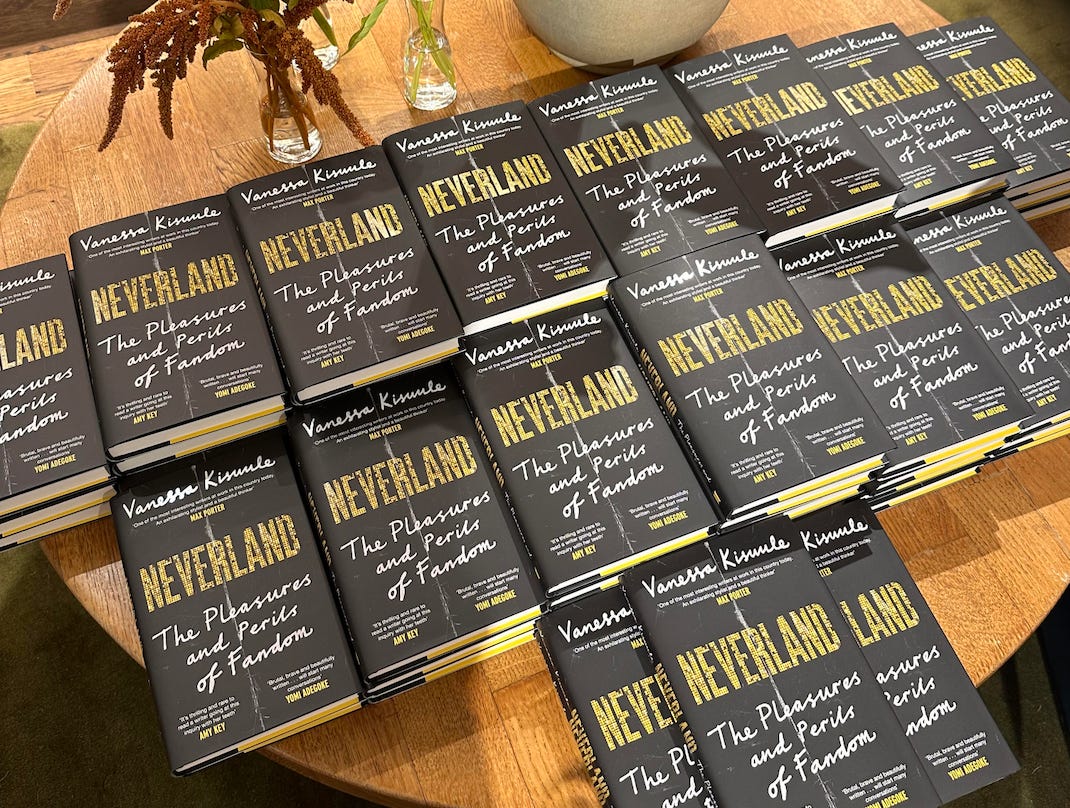 Vanessa Kisuule
'One of the most interesting writers at work in this country today.
An exhilarating stylist and a beautiful thinker'
MAX PORTER
NEVERLAND
The Pleasures
and Perils
of Fandom
'It's thrilling and rare to
read a writer going at this
inquiry with her teeth'
AMY KEY
'Brutal, brave and beautifully
written . . . will start many
conversations'
YOMI ADEGOKE